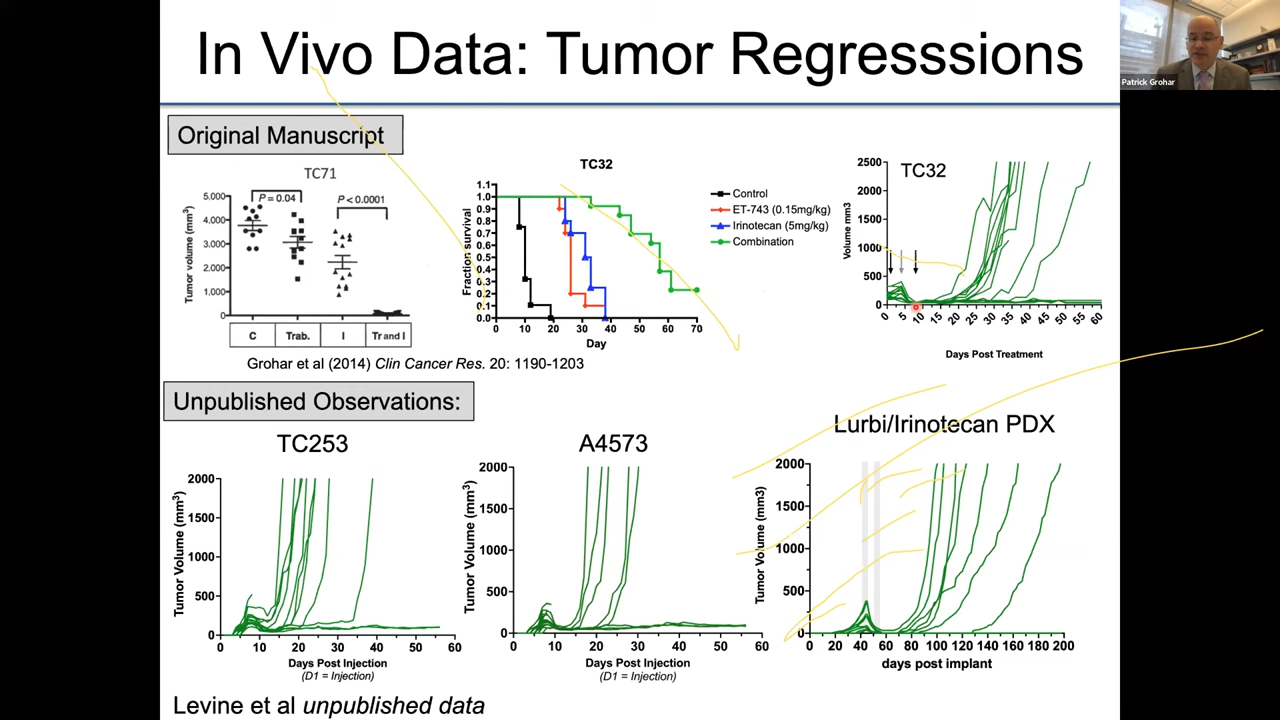 In Vivo Data: Tumor Regresssions
Patrick Grohar
Original Manuscript
TC71
Tumor volume (mm³)
5,000
4,000
3,000
2,000
1,000
0
P = 0.04
P < 0.0001
C Trab. I Tr and I
TC32
Fraction survival
1.1
1.0
0.9
0.8
0.7
0.6
0.5
0.4
0.3
0.2
0.1
0.0
0 10 20 30 40 50 60 70
Day
Control
ET-743 (0.15mg/kg)
Irinotecan (5mg/kg)
Combination
TC32
Volume mm3
2500
2000
1500
1000
500
0
0 5 10 15 20 25 30 35 40 45 50 55 60
Days Post Treatment
Grohar et al (2014) Clin Cancer Res. 20: 1190-1203
Unpublished Observations:
TC253
Tumor Volume (mm³)
2000
1500
1000
500
0
0 10 20 30 40 50 60
Days Post Injection
(D1 = Injection)
A4573
Tumor Volume (mm³)
2000
1500
1000
500
0
0 10 20 30 40 50 60
Days Post Injection
(D1 = Injection)
Lurbi/Irinotecan PDX
Tumor Volume (mm3)
2000
1500
1000
500
0
0 20 40 60 80 100 120 140 160 180 200
days post implant
Levine et al unpublished data